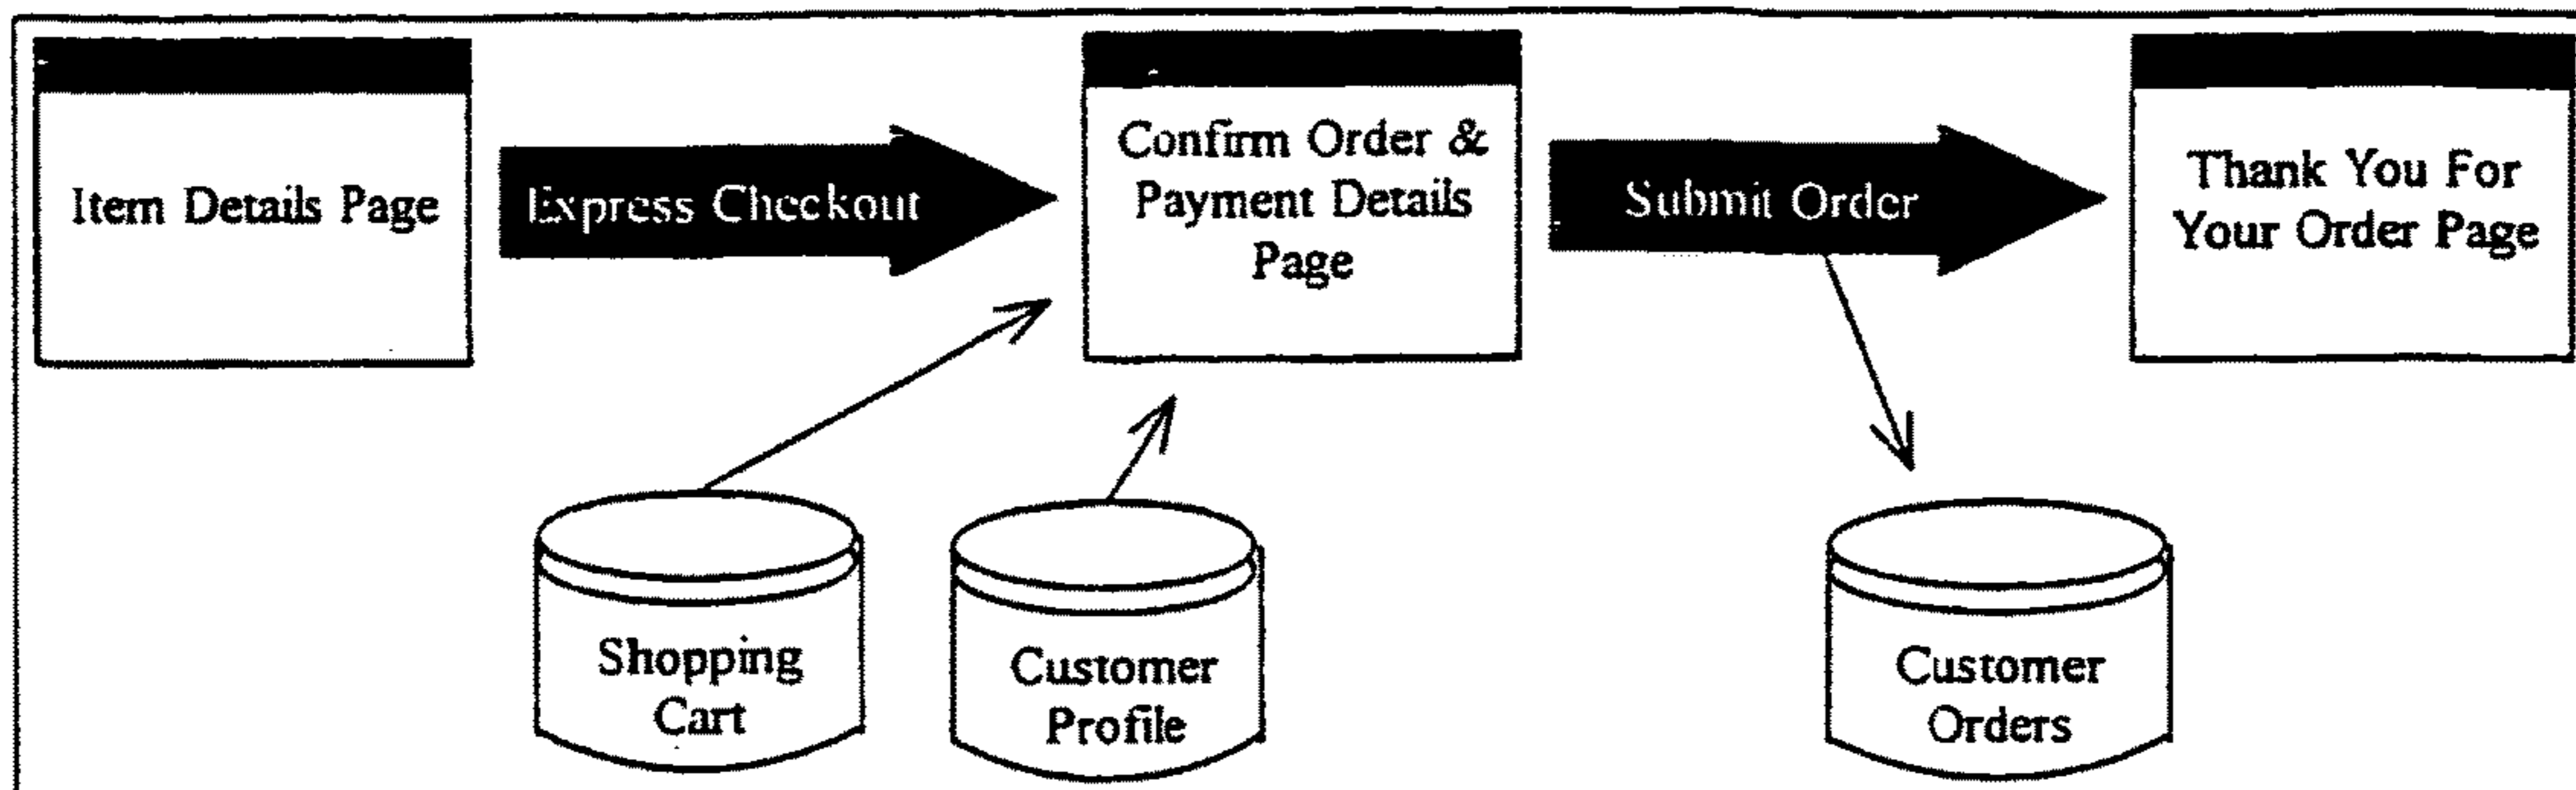 Item Details Page
Express Checkout
Confirm Order &
Payment Details
Page
Submit Order
Thank You For
Your Order Page
Shopping
Cart
Customer
Profile
Customer
Orders